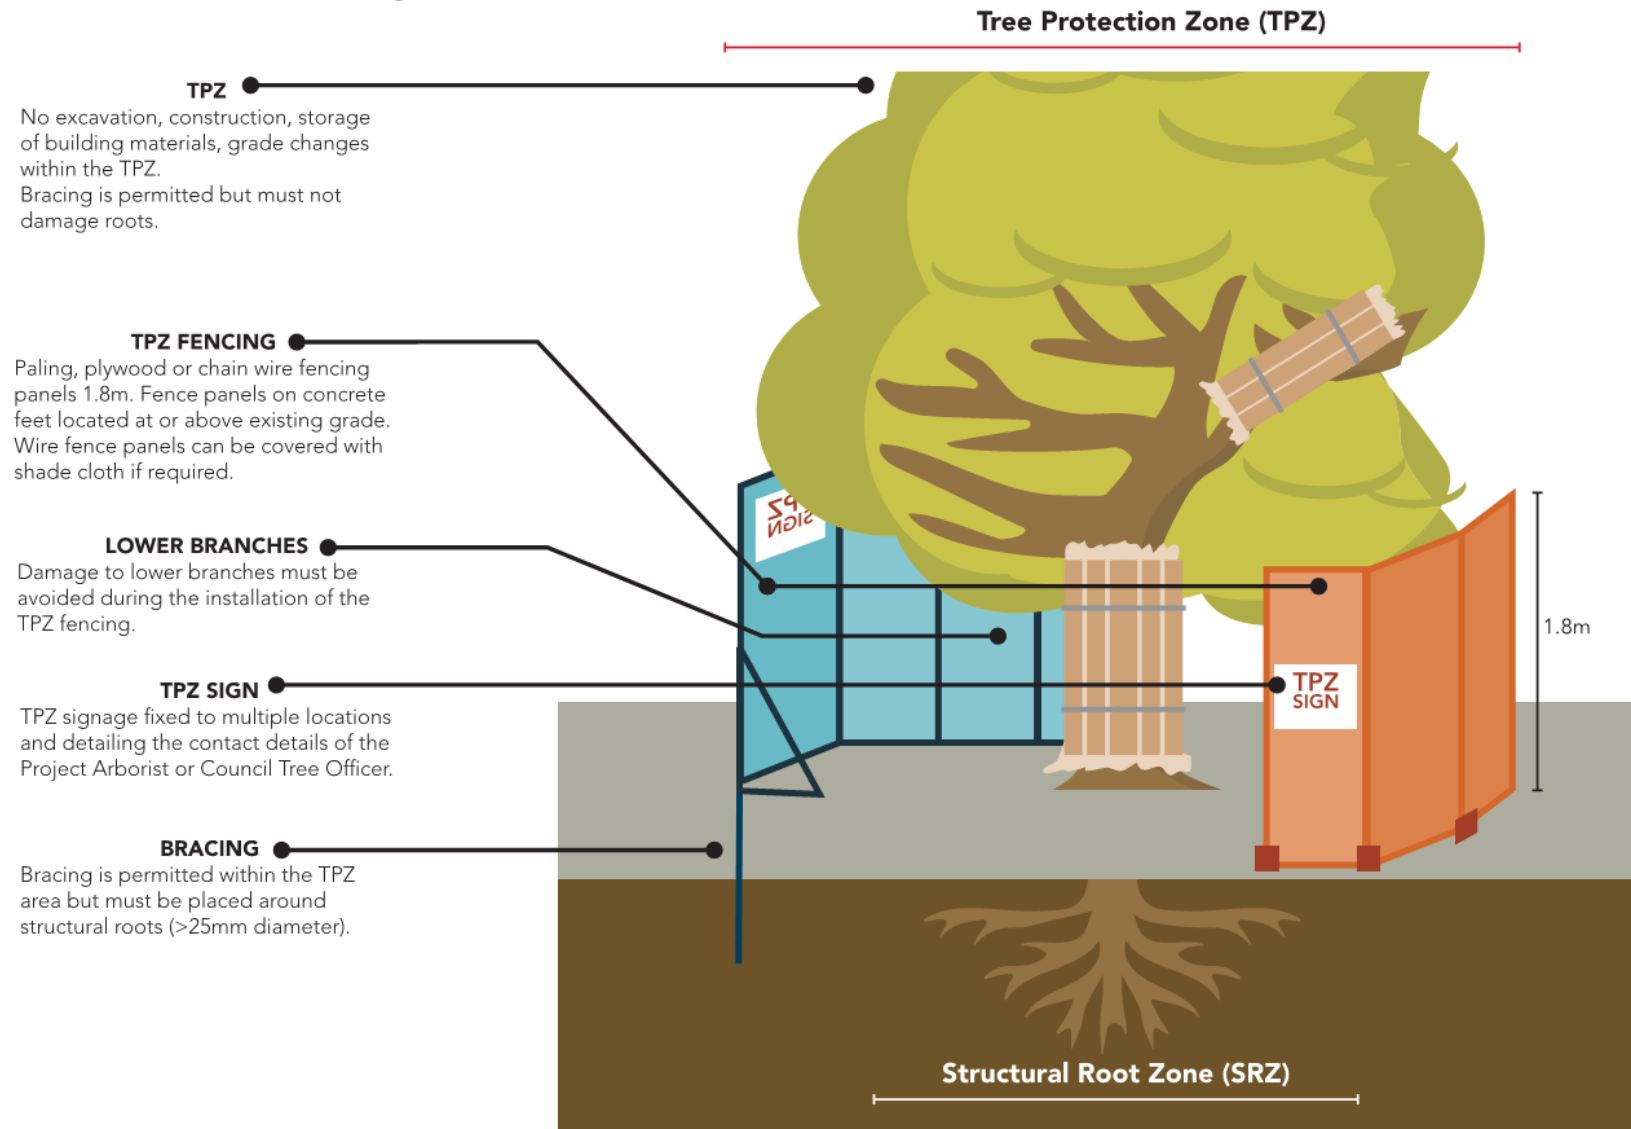 Tree Protection Zone (TPZ)
TPZ
No excavation, construction, storage
of building materials, grade changes
within the TPZ.
Bracing is permitted but must not
damage roots.
TPZ FENCING
Paling, plywood or chain wire fencing
panels 1.8m. Fence panels on concrete
feet located at or above existing grade.
Wire fence panels can be covered with
shade cloth if required.
TPZ
SIGN
LOWER BRANCHES
Damage to lower branches must be
avoided during the installation of the
TPZ fencing.
1.8m
TPZ SIGN
TPZ signage fixed to multiple locations
and detailing the contact details of the
Project Arborist or Council Tree Officer.
TPZ
SIGN
BRACING
Bracing is permitted within the TPZ
area but must be placed around
structural roots (>25mm diameter).
Structural Root Zone (SRZ)